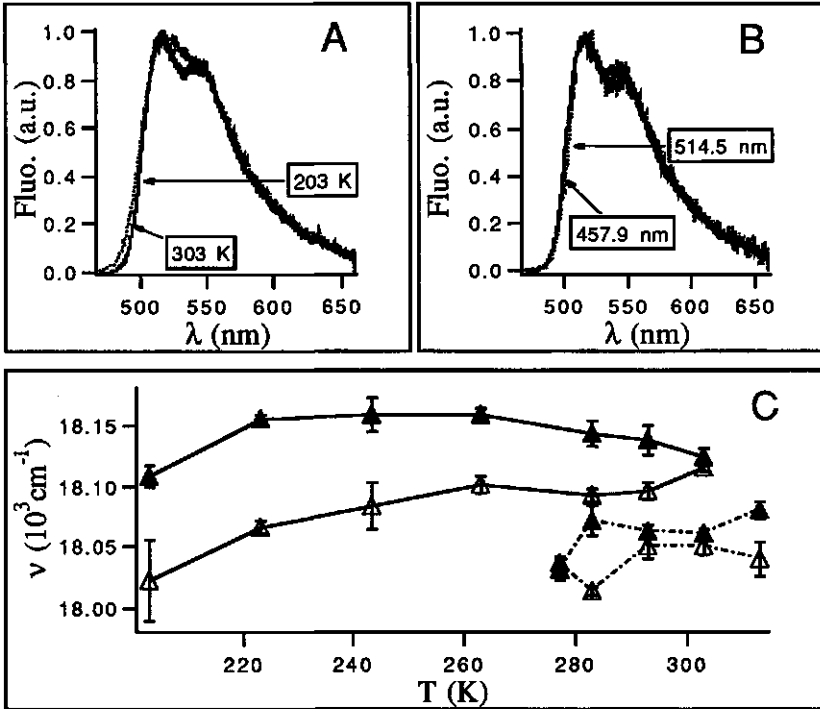 A
Fluo. (a.u.)
1.0
0.8
0.6
0.4
0.2
0.0
203 K
303 K
500 550 600 650
λ (nm)
B
Fluo. (a.u.)
1.0
0.8
0.6
0.4
0.2
0.0
514.5 nm
457.9 nm
500 550 600 650
λ (nm)
C
ν (10³cm⁻¹)
18.15
18.10
18.05
18.00
220 240 260 280 300
T (K)